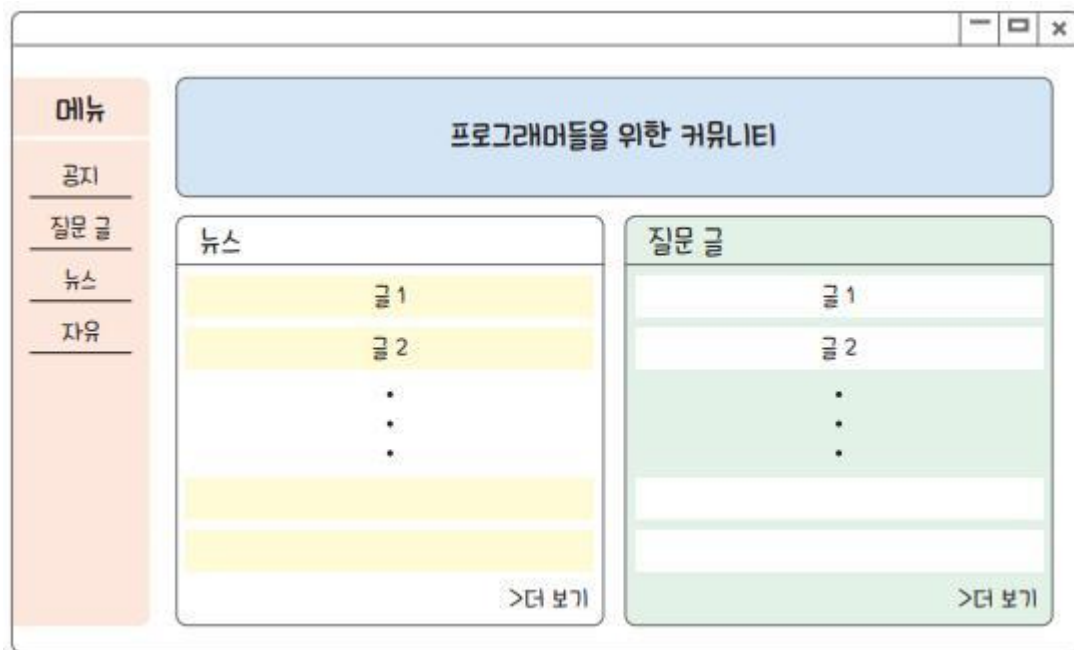 메뉴
공지
질문 글
뉴스
자유
프로그래머들을 위한 커뮤니티
뉴스
글 1
글 2
>더 보기
질문 글
글 1
글 2
>더 보기